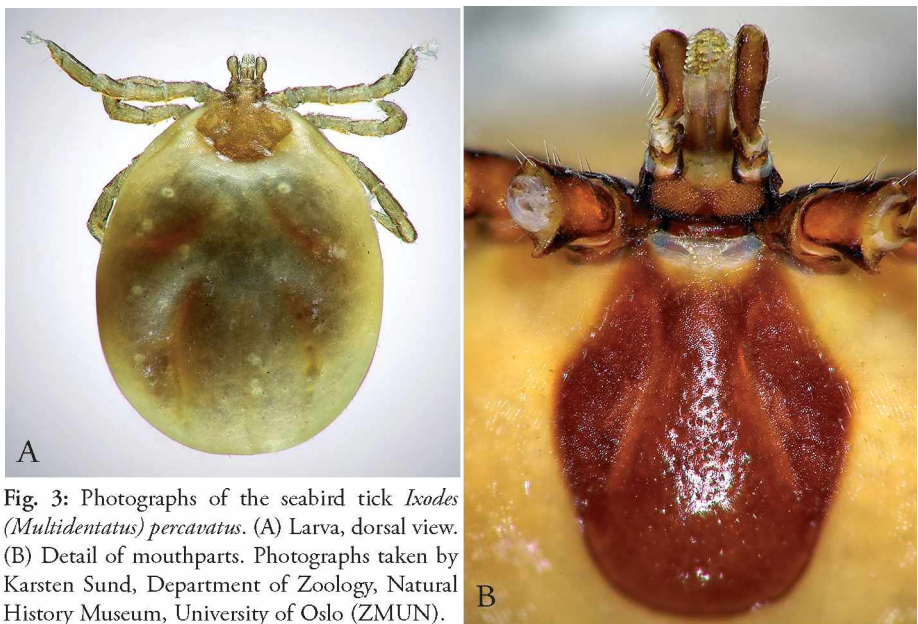 A
B
Fig. 3: Photographs of the seabird tick Ixodes
(Multidentatus) percavatus. (A) Larva, dorsal view.
(B) Detail of mouthparts. Photographs taken by
Karsten Sund, Department of Zoology, Natural
History Museum, University of Oslo (ZMUN).